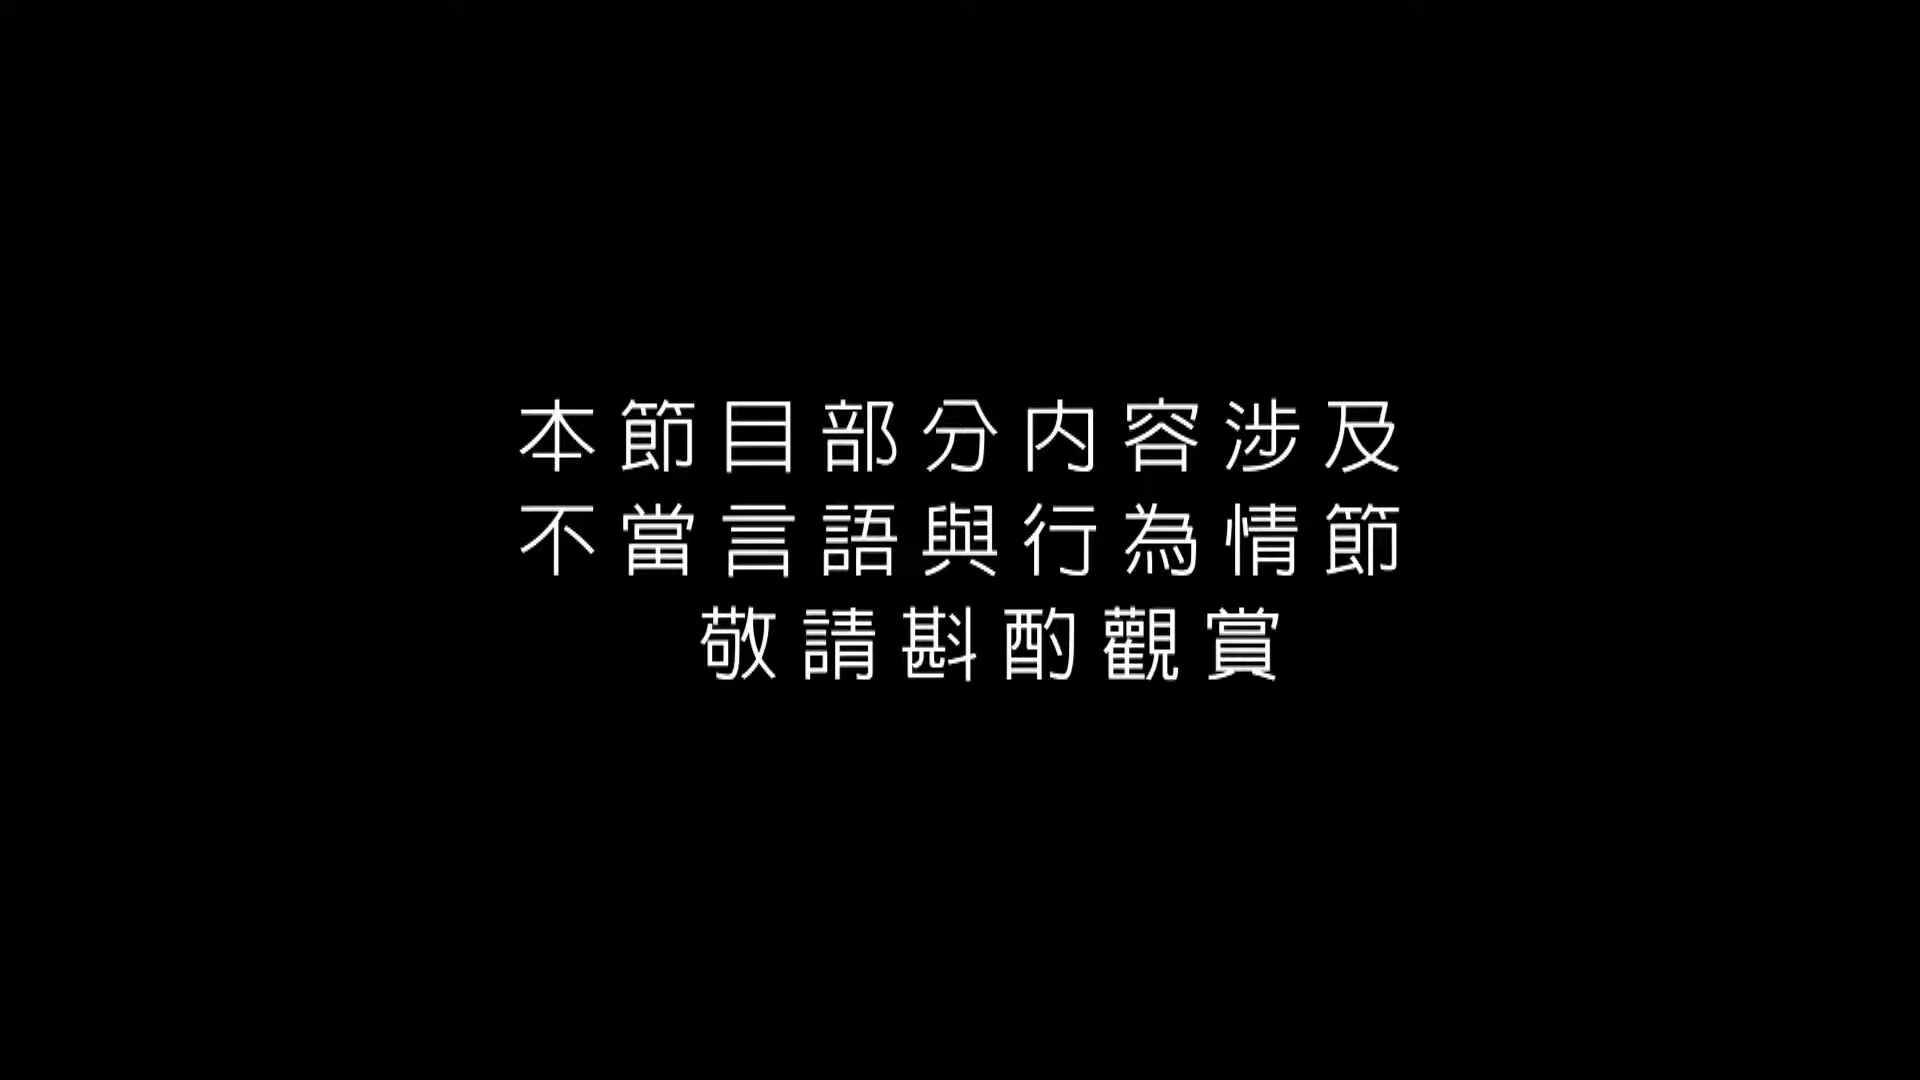 本節目部分内容涉及
不當言語與行為情節
敬請斟酌觀賞